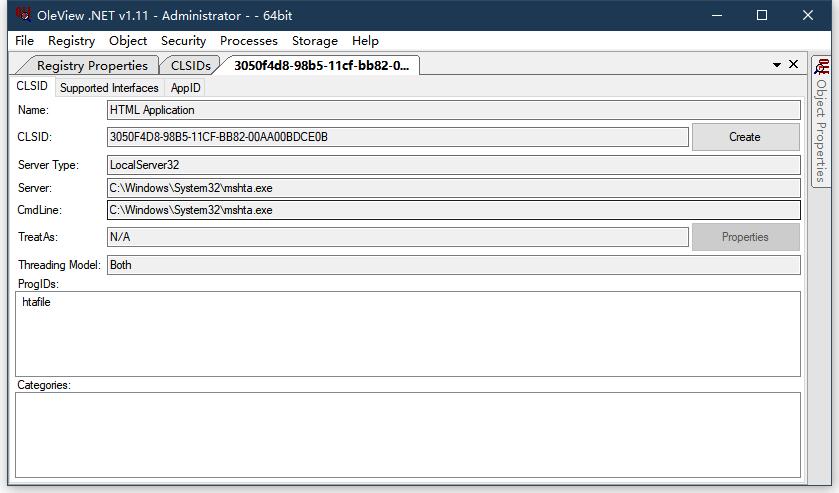 OleView .NET v1.11 - Administrator - - 64bit
File Registry Object Security Processes Storage Help
Registry Properties CLSIDs 3050f4d8-98b5-11cf-bb82-0...
CLSID Supported Interfaces AppID
Name: HTML Application
CLSID: 3050F4D8-98B5-11CF-BB82-00AA00BDCE0B Create
Server Type: LocalServer32
Server: C:\Windows\System32\mshta.exe
CmdLine: C:\Windows\System32\mshta.exe
TreatAs: N/A Properties
Threading Model: Both
ProgIDs:
htafile
Categories:
Object Properties